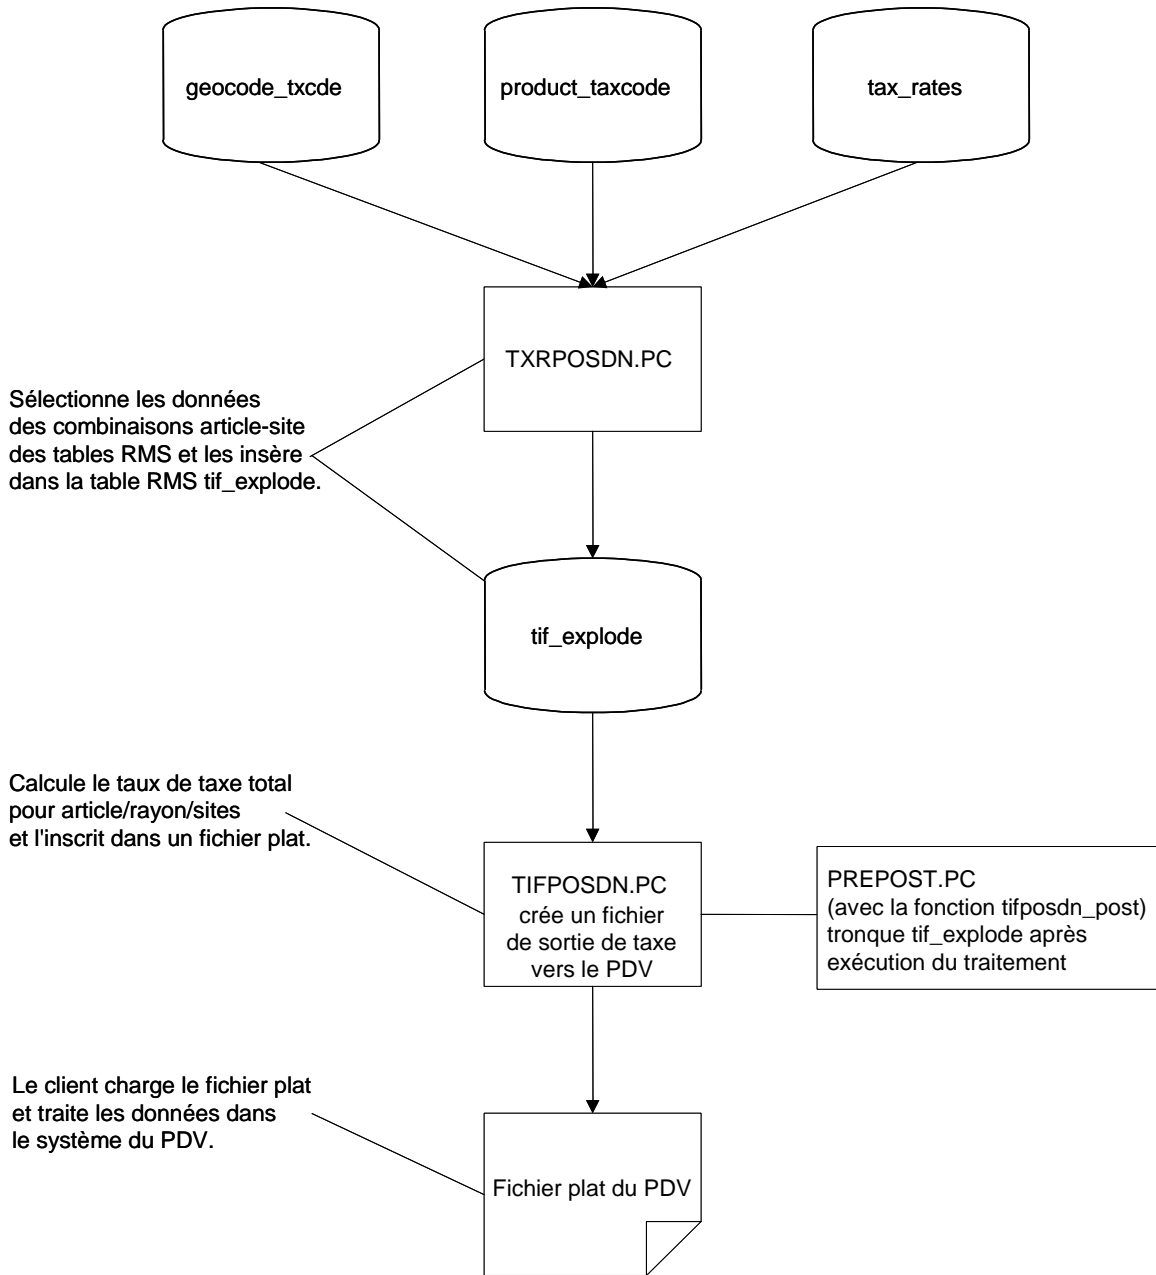 geocode_txcde
product_taxcode
tax_rates
TXRPOSDN.PC
Sélectionne les données
des combinaisons article-site
des tables RMS et les insère
dans la table RMS tif_explode.
tif_explode
Calcule le taux de taxe total
pour article/rayon/sites
et l'inscrit dans un fichier plat.
TIFPOSDN.PC
crée un fichier
de sortie de taxe
vers le PDV
PREPOST.PC
(avec la fonction tifposdn_post)
tronque tif_explode après
exécution du traitement
Le client charge le fichier plat
et traite les données dans
le système du PDV.
Fichier plat du PDV